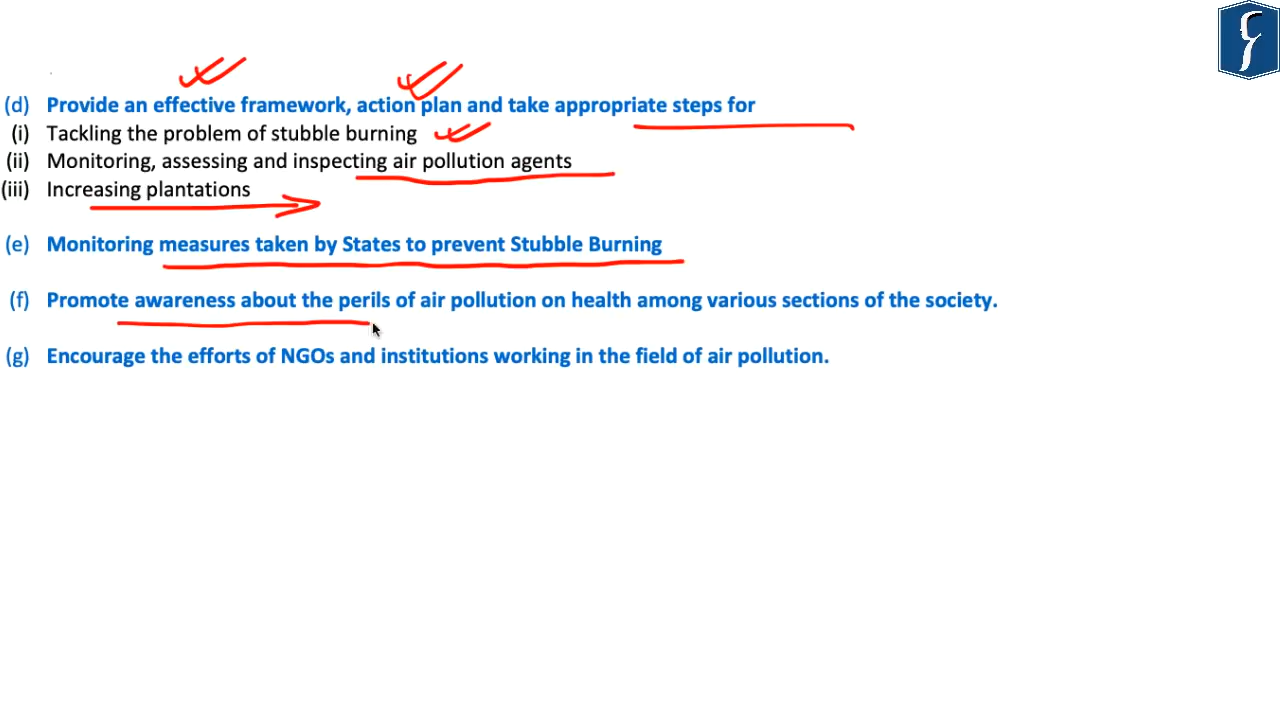 (d) Provide an effective framework, action plan and take appropriate steps for
(i) Tackling the problem of stubble burning
(ii) Monitoring, assessing and inspecting air pollution agents
(iii) Increasing plantations
(e) Monitoring measures taken by States to prevent Stubble Burning
(f) Promote awareness about the perils of air pollution on health among various sections of the society.
(g) Encourage the efforts of NGOs and institutions working in the field of air pollution.